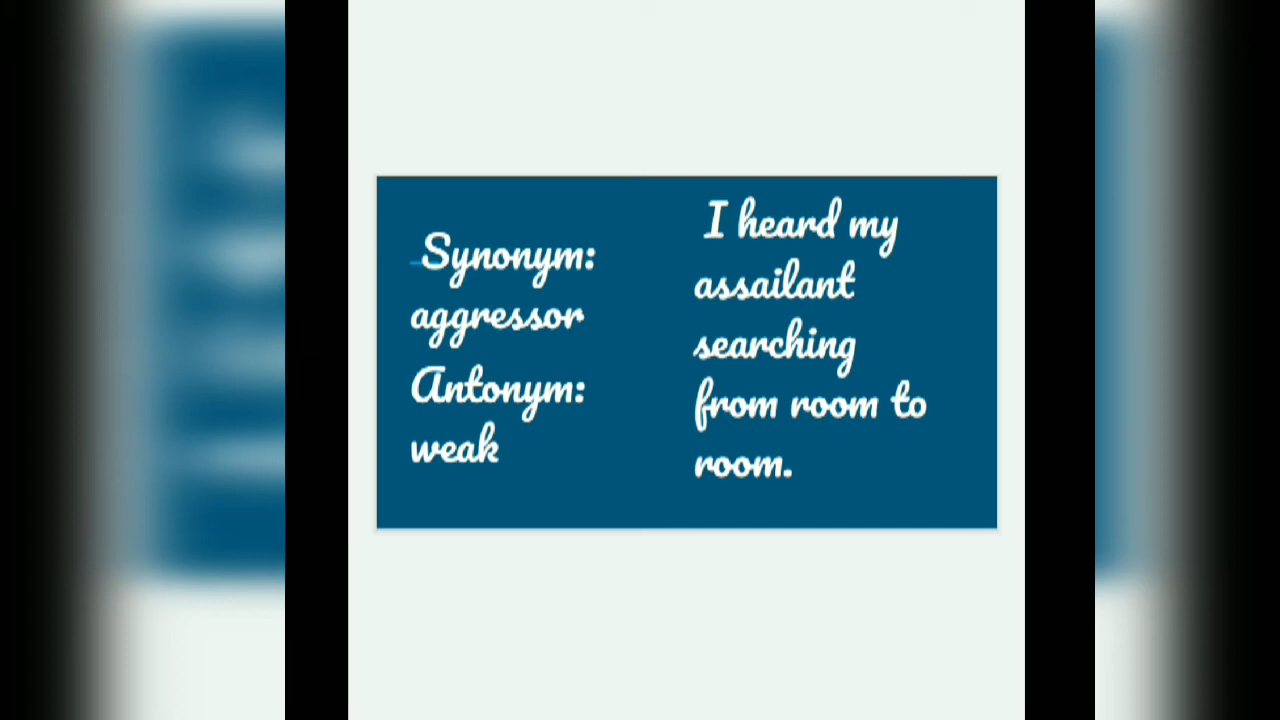 Synonym:
aggressor
Antonym:
weak
I heard my
assailant
searching
from room to
room.